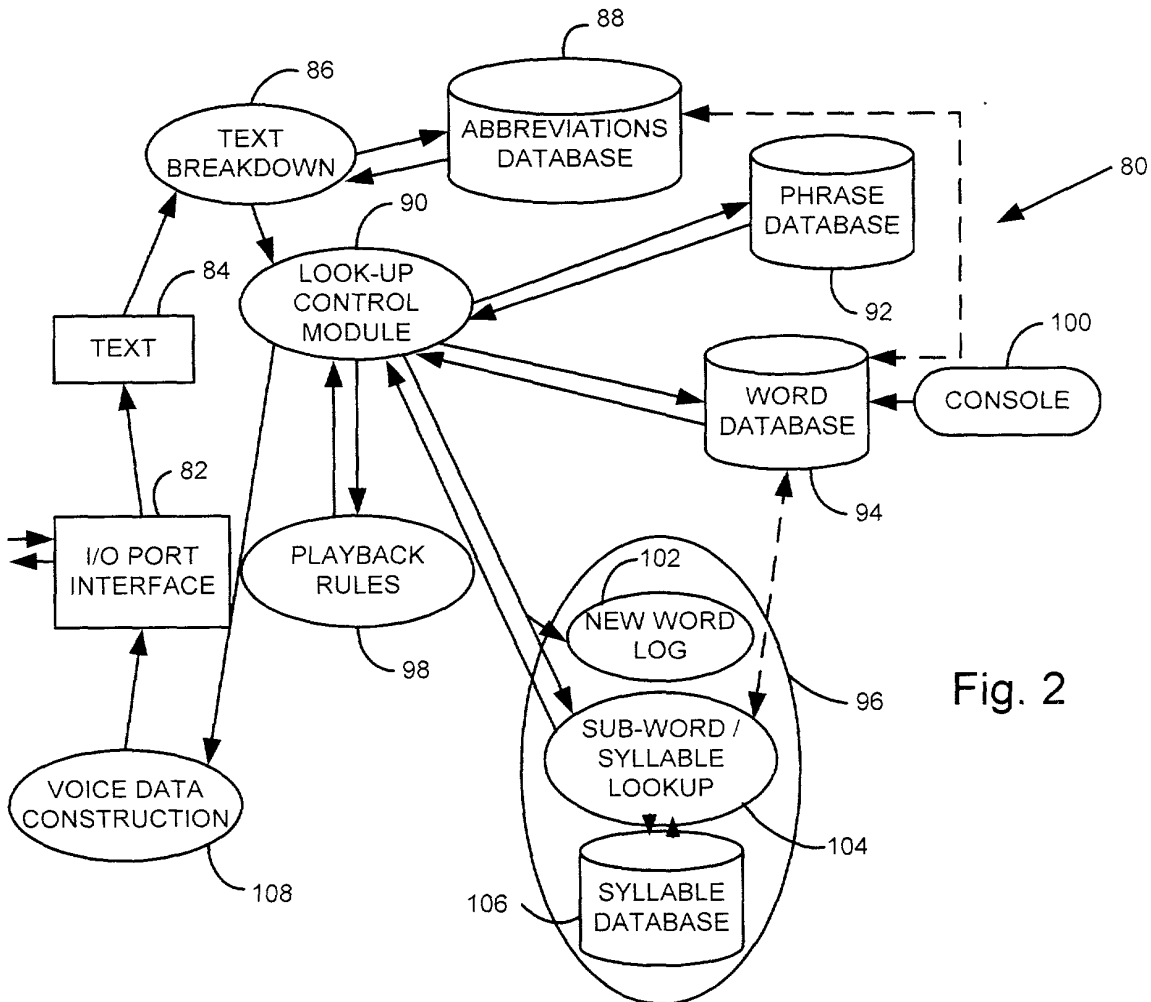 88
86
ABBREVIATIONS
DATABASE
TEXT
BREAKDOWN
80
PHRASE
DATABASE
90
84
LOOK-UP
CONTROL
MODULE
92
100
TEXT
WORD
DATABASE
CONSOLE
82
94
I/O PORT
INTERFACE
PLAYBACK
RULES
102
NEW WORD
LOG
98
96
Fig. 2
SUB-WORD /
SYLLABLE
LOOKUP
VOICE DATA
CONSTRUCTION
104
108
106
SYLLABLE
DATABASE